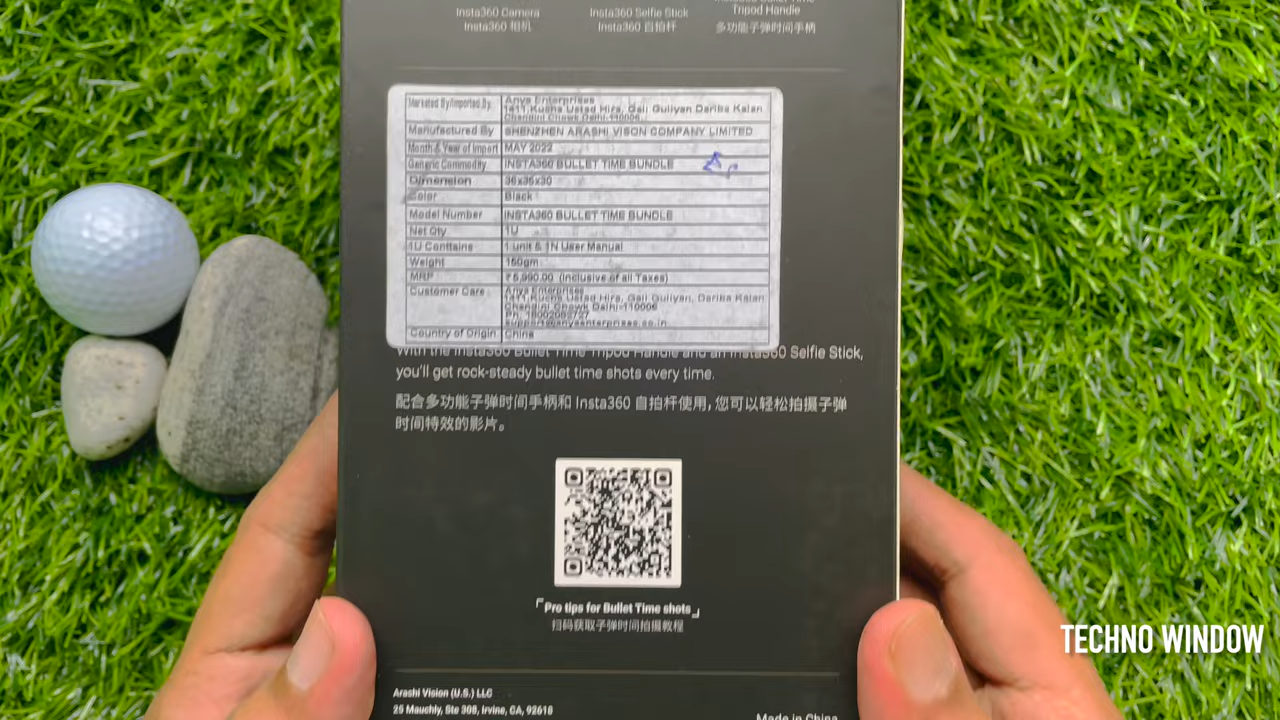 Insta360 Camera
Insta360 相机
Insta360 Selfie Stick
Insta360 自拍杆
Tripod Handle
多功能子弹时间手柄
Marketed By/Imported By
Anya Enterprises
1411,Kucha Ustad Hira, Gali Guliyan Dariba Kalan
Chandini Chowk Delhi-110006
Manufactured By SHENZHEN ARASHI VISON COMPANY LIMITED
Month & Year of Import MAY 2022
Generic Commodity INSTA360 BULLET TIME BUNDLE
Dimension 36x36x30
Color Black
Model Number INSTA360 BULLET TIME BUNDLE
Net Qty 1U
1U Contains 1 unit & 1N User Manual
Weight 150gm
MRP ₹5,990.00 (Inclusive of all Taxes)
Customer Care Anya Enterprises
1411,Kucha Ustad Hira, Gali Guliyan, Dariba Kalan
Chandini Chowk Delhi-110006
support@anyaenterprises.co.in
Country of Origin China
With the Insta360 Bullet Time Tripod Handle and an Insta360 Selfie Stick,
you'll get rock-steady bullet time shots every time.
配合多功能子弹时间手柄和 Insta360 自拍杆使用，您可以轻松拍摄子弹
时间特效的影片。
「Pro tips for Bullet Time shots」
扫码获取子弹时间拍摄教程
Arashi Vision (U.S.) LLC
25 Mauchly, Ste 308, Irvine, CA, 92618
Made in China
TECHNO WINDOW